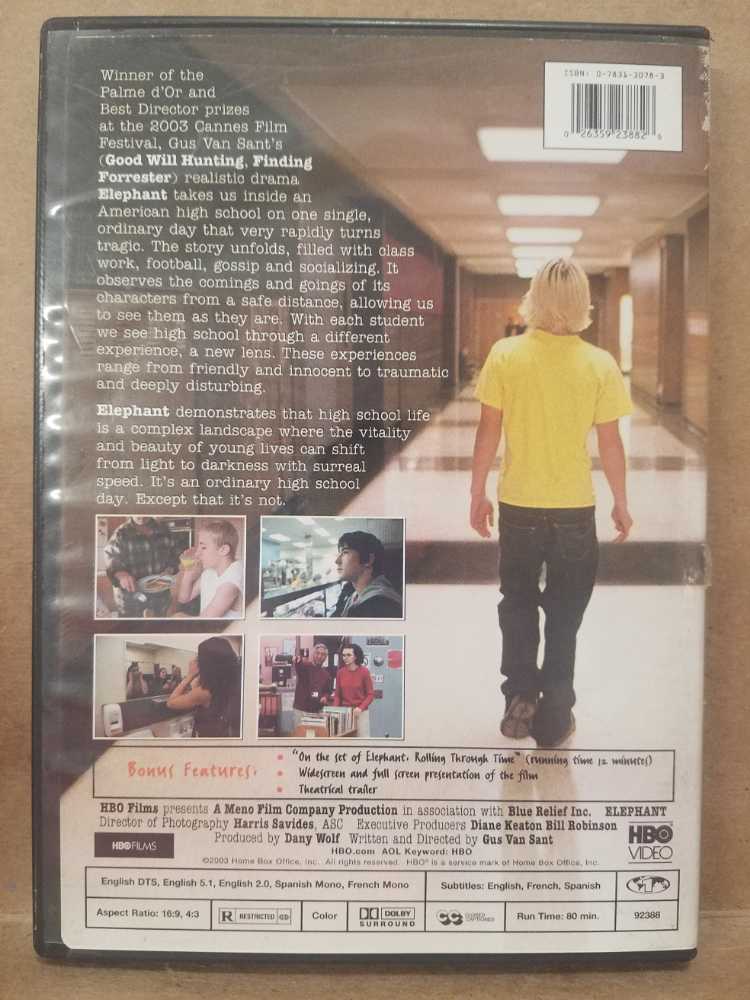 Winner of the
Palme d'Or and
Best Director prizes
at the 2003 Cannes Film
Festival, Gus Van Sant's
(Good Will Hunting, Finding
Forrester) realistic drama
Elephant takes us inside an
American high school on one single,
ordinary day that very rapidly turns
tragic. The story unfolds, filled with class
work, football, gossip and socializing. It
observes the comings and goings of its
characters from a safe distance, allowing us
to see them as they are. With each student
we see high school through a different
experience, a new lens. These experiences
range from friendly and innocent to traumatic
and deeply disturbing.
Elephant demonstrates that high school life
is a complex landscape where the vitality
and beauty of young lives can shift
from light to darkness with surreal
speed. It's an ordinary high school
day. Except that it's not.
ISBN: 0-7831-2078-3
0 26359 23882 6
Bonus Features:
• "On the set of Elephant: Rolling Through Time" (running time 12 minutes)
• Widescreen and full screen presentation of the film
• Theatrical trailer
HBO Films presents A Meno Film Company Production in association with Blue Relief Inc. ELEPHANT
Director of Photography Harris Savides, ASC Executive Producers Diane Keaton Bill Robinson
Produced by Dany Wolf Written and Directed by Gus Van Sant
HBO.com AOL Keyword: HBO
©2003 Home Box Office, Inc. All rights reserved. HBO® is a service mark of Home Box Office, Inc.
HBO FILMS
HBO
VIDEO
English DTS, English 5.1, English 2.0, Spanish Mono, French Mono
Subtitles: English, French, Spanish
1
Aspect Ratio: 16:9, 4:3
R RESTRICTED
Color
DOLBY
SURROUND
CC CLOSED CAPTIONED
Run Time: 80 min.
92388